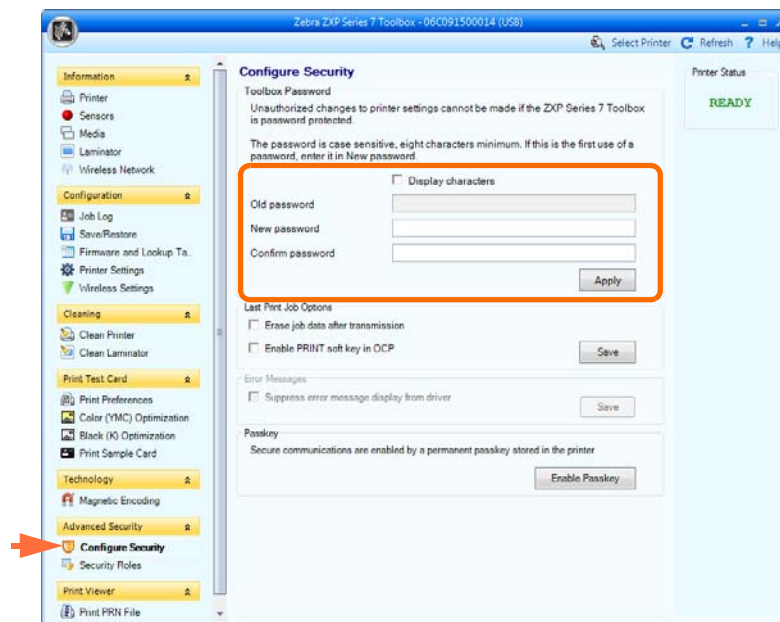 Zebra ZXP Series 7 Toolbox - 06C091500014 (USB)
Select Printer
Refresh
? Help
Information
Printer
Sensors
Media
Laminator
Wireless Network
Configuration
Job Log
Save/Restore
Firmware and Lookup Ta...
Printer Settings
Wireless Settings
Cleaning
Clean Printer
Clean Laminator
Print Test Card
Print Preferences
Color (YMC) Optimization
Black (K) Optimization
Print Sample Card
Technology
Magnetic Encoding
Advanced Security
Configure Security
Security Roles
Print Viewer
Print PRN File
Configure Security
Toolbox Password
Unauthorized changes to printer settings cannot be made if the ZXP Series 7 Toolbox
is password protected.
The password is case sensitive, eight characters minimum. If this is the first use of a
password, enter it in New password.
Display characters
Old password
New password
Confirm password
Apply
Last Print Job Options
Erase job data after transmission
Enable PRINT soft key in OCP
Save
Error Messages
Suppress error message display from driver
Save
Passkey
Secure communications are enabled by a permanent passkey stored in the printer
Enable Passkey
Printer Status
READY